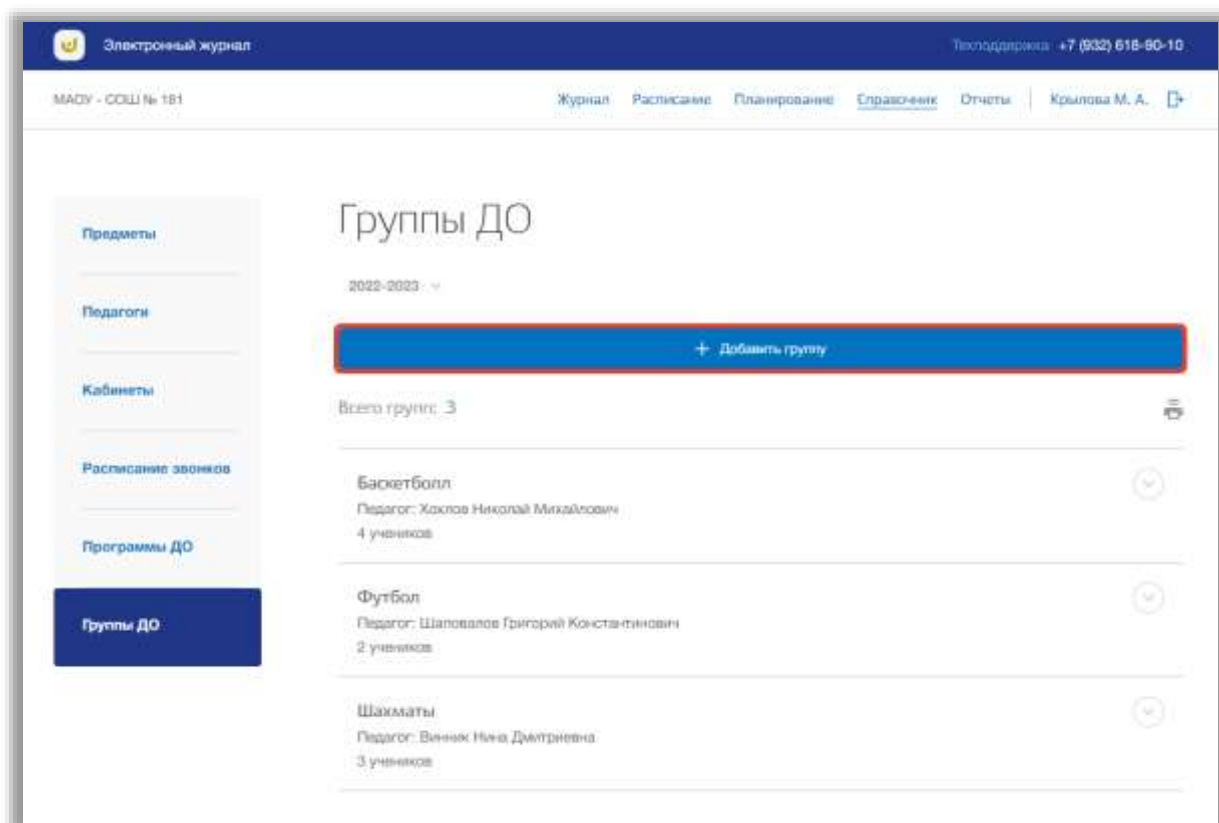 Электронный журнал
Техподдержка +7 (932) 618-80-10
МАОУ - СОШ № 181
Журнал Расписание Планирование Справочник Отчеты Крылова М. А.
Группы ДО
2022-2023
Предметы
Педагоги
Кабинеты
Расписание звонков
Программы ДО
Группы ДО
+ Добавить группу
Всего групп: 3
Баскетболл
Педагог: Хохлов Николай Михайлович
4 учеников
Футбол
Педагог: Шаповалов Григорий Константинович
2 учеников
Шахматы
Педагог: Винник Нина Дмитриевна
3 учеников